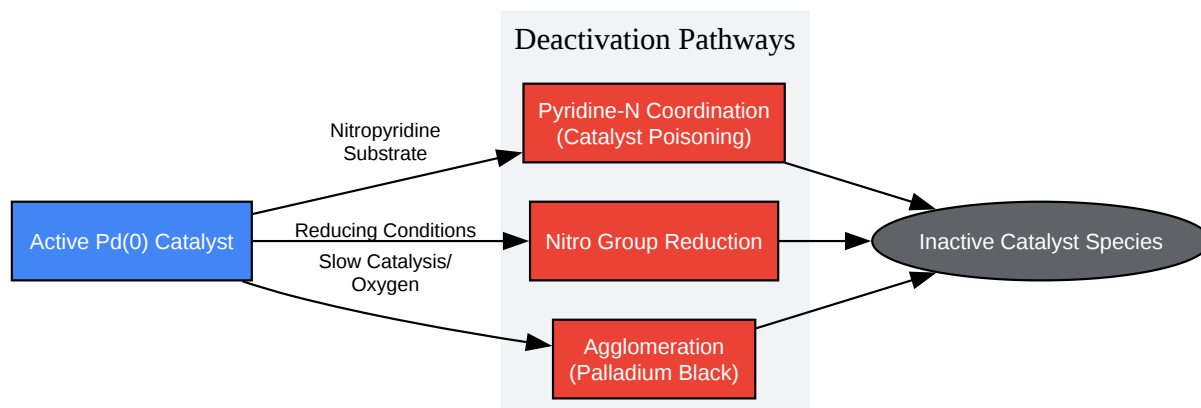 Deactivation Pathways
Nitropyridine
Substrate
Pyridine-N Coordination
(Catalyst Poisoning)
Active Pd(0) Catalyst
Reducing Conditions
Nitro Group Reduction
Inactive Catalyst Species
Slow Catalysis/
Oxygen
Agglomeration
(Palladium Black)